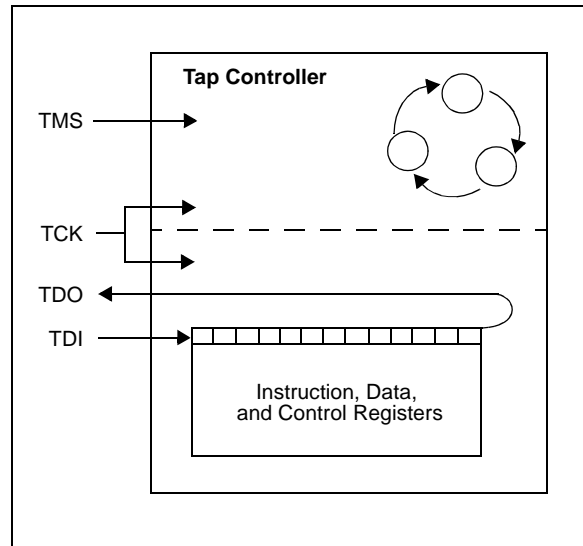 Tap Controller
TMS
TCK
TDO
TDI
Instruction, Data,
and Control Registers